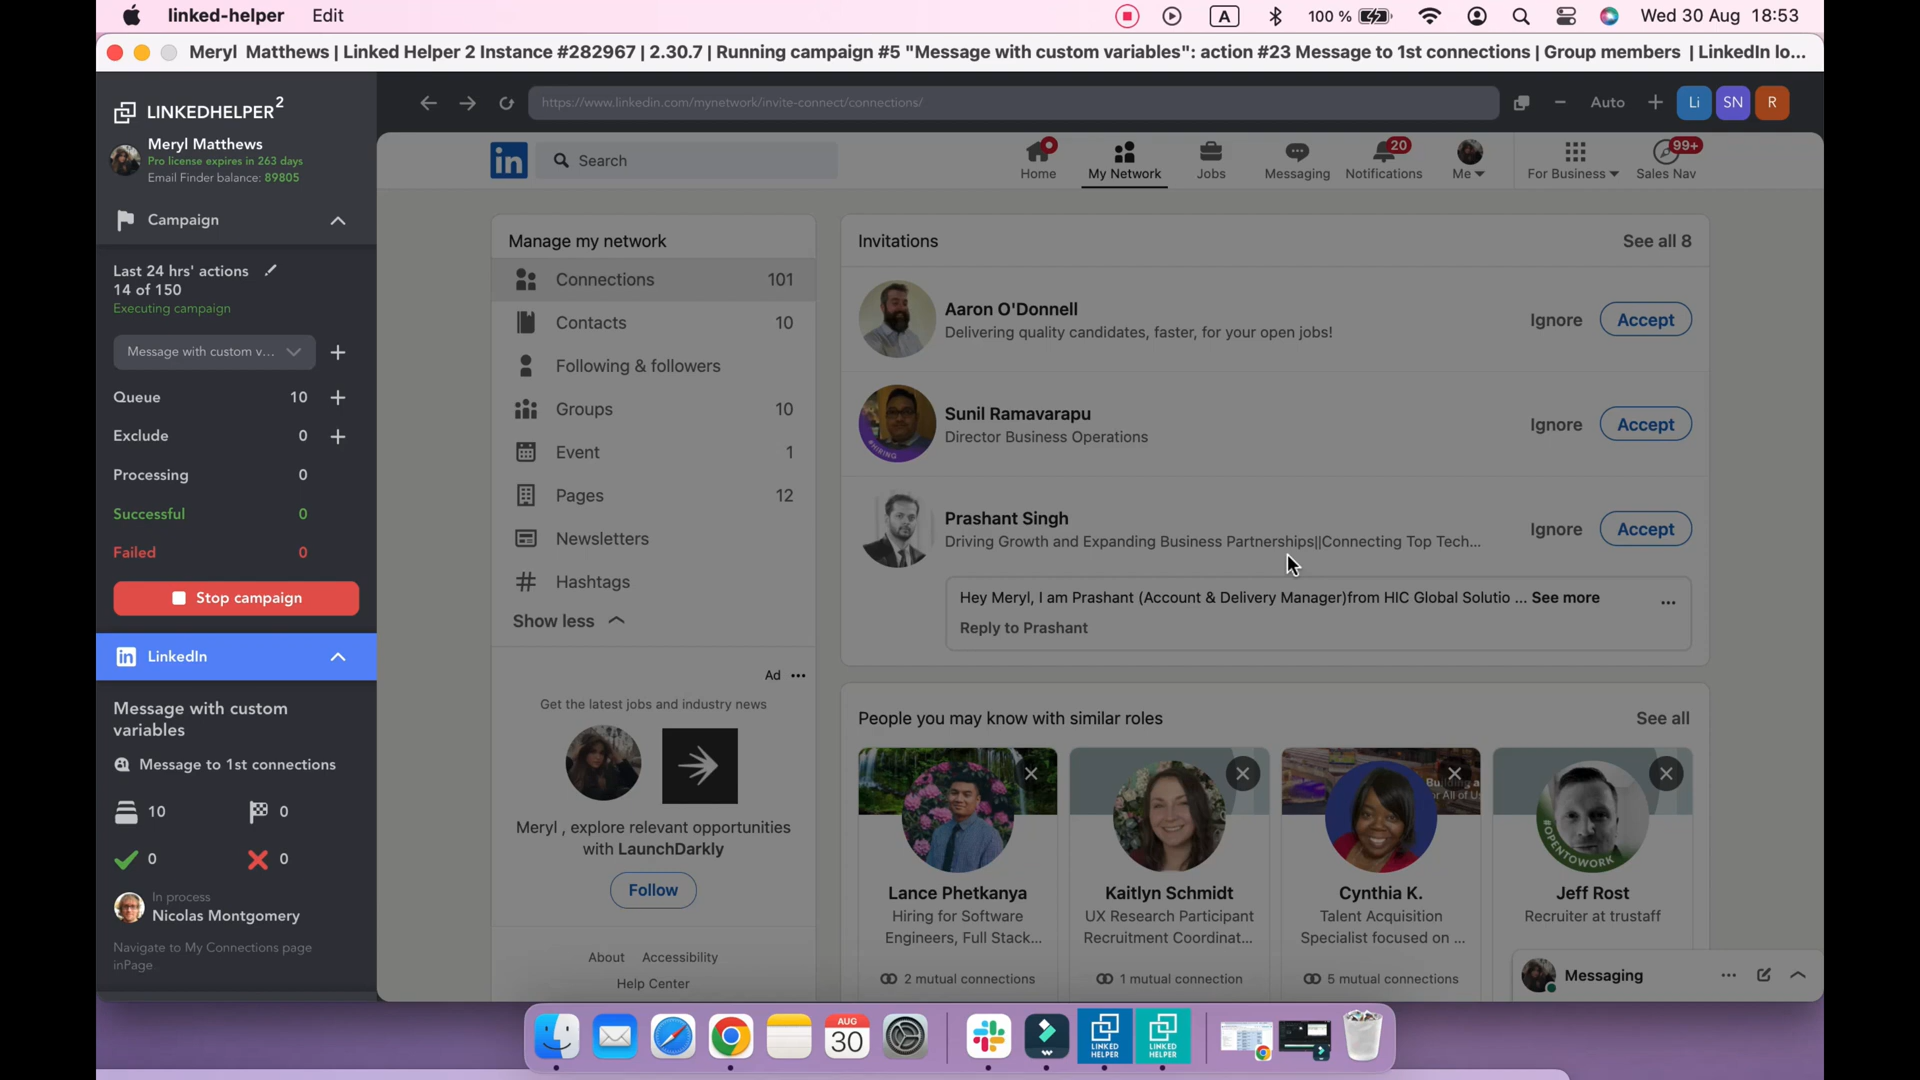 linked-helper Edit
A 100 % Wed 30 Aug 18:53
Meryl Matthews | Linked Helper 2 Instance #282967 | 2.30.7 | Running campaign #5 "Message with custom variables": action #23 Message to 1st connections | Group members | LinkedIn lo...
LINKEDHELPER2
Meryl Matthews
Pro license expires in 263 days
Email Finder balance: 89805
Campaign
Last 24 hrs' actions
14 of 150
Executing campaign
Message with custom v...
Queue 10
Exclude 0
Processing 0
Successful 0
Failed 0
Stop campaign
LinkedIn
Message with custom
variables
Message to 1st connections
10 0
0 0
In process
Nicolas Montgomery
Navigate to My Connections page
inPage
https://www.linkedin.com/mynetwork/invite-connect/connections/
Auto Li SN R
in Search
Home
My Network
Jobs
Messaging
20
Notifications
Me
For Business
99+
Sales Nav
Manage my network
Connections 101
Contacts 10
Following & followers
Groups 10
Event 1
Pages 12
Newsletters
Hashtags
Show less
Ad
Get the latest jobs and industry news
Meryl , explore relevant opportunities
with LaunchDarkly
Follow
About Accessibility
Help Center
Invitations See all 8
Aaron O'Donnell
Delivering quality candidates, faster, for your open jobs!
Ignore Accept
#HIRING
Sunil Ramavarapu
Director Business Operations
Ignore Accept
Prashant Singh
Driving Growth and Expanding Business Partnerships||Connecting Top Tech...
Ignore Accept
Hey Meryl, I am Prashant (Account & Delivery Manager)from HIC Global Solutio ... See more
Reply to Prashant
People you may know with similar roles See all
Lance Phetkanya
Hiring for Software
Engineers, Full Stack...
2 mutual connections
Kaitlyn Schmidt
UX Research Participant
Recruitment Coordinat...
1 mutual connection
Cynthia K.
Talent Acquisition
Specialist focused on ...
5 mutual connections
#OPENTOWORK
Jeff Rost
Recruiter at trustaff
Messaging
AUG
30
LINKED
HELPER
LINKED
HELPER